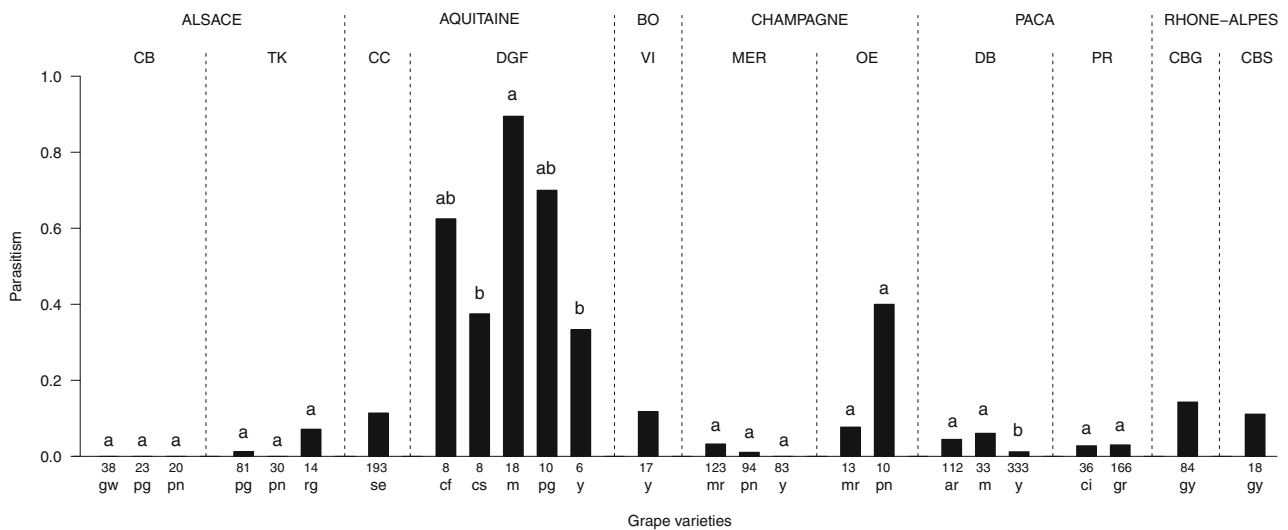 ALSACE AQUITAINE BO CHAMPAGNE PACA RHONE−ALPES
CB TK CC DGF VI MER OE DB PR CBG CBS
1.0
0.8
0.6
0.4
0.2
0.0
Parasitism
a a a a a a ab b a ab b a a a a a a a b a a
38 23 20 81 30 14 193 8 8 18 10 6 17 123 94 83 13 10 112 33 333 36 166 84 18
gw pg pn pg pn rg se cf cs m pg y y mr pn y mr pn ar m y ci gr gy gy
Grape varieties